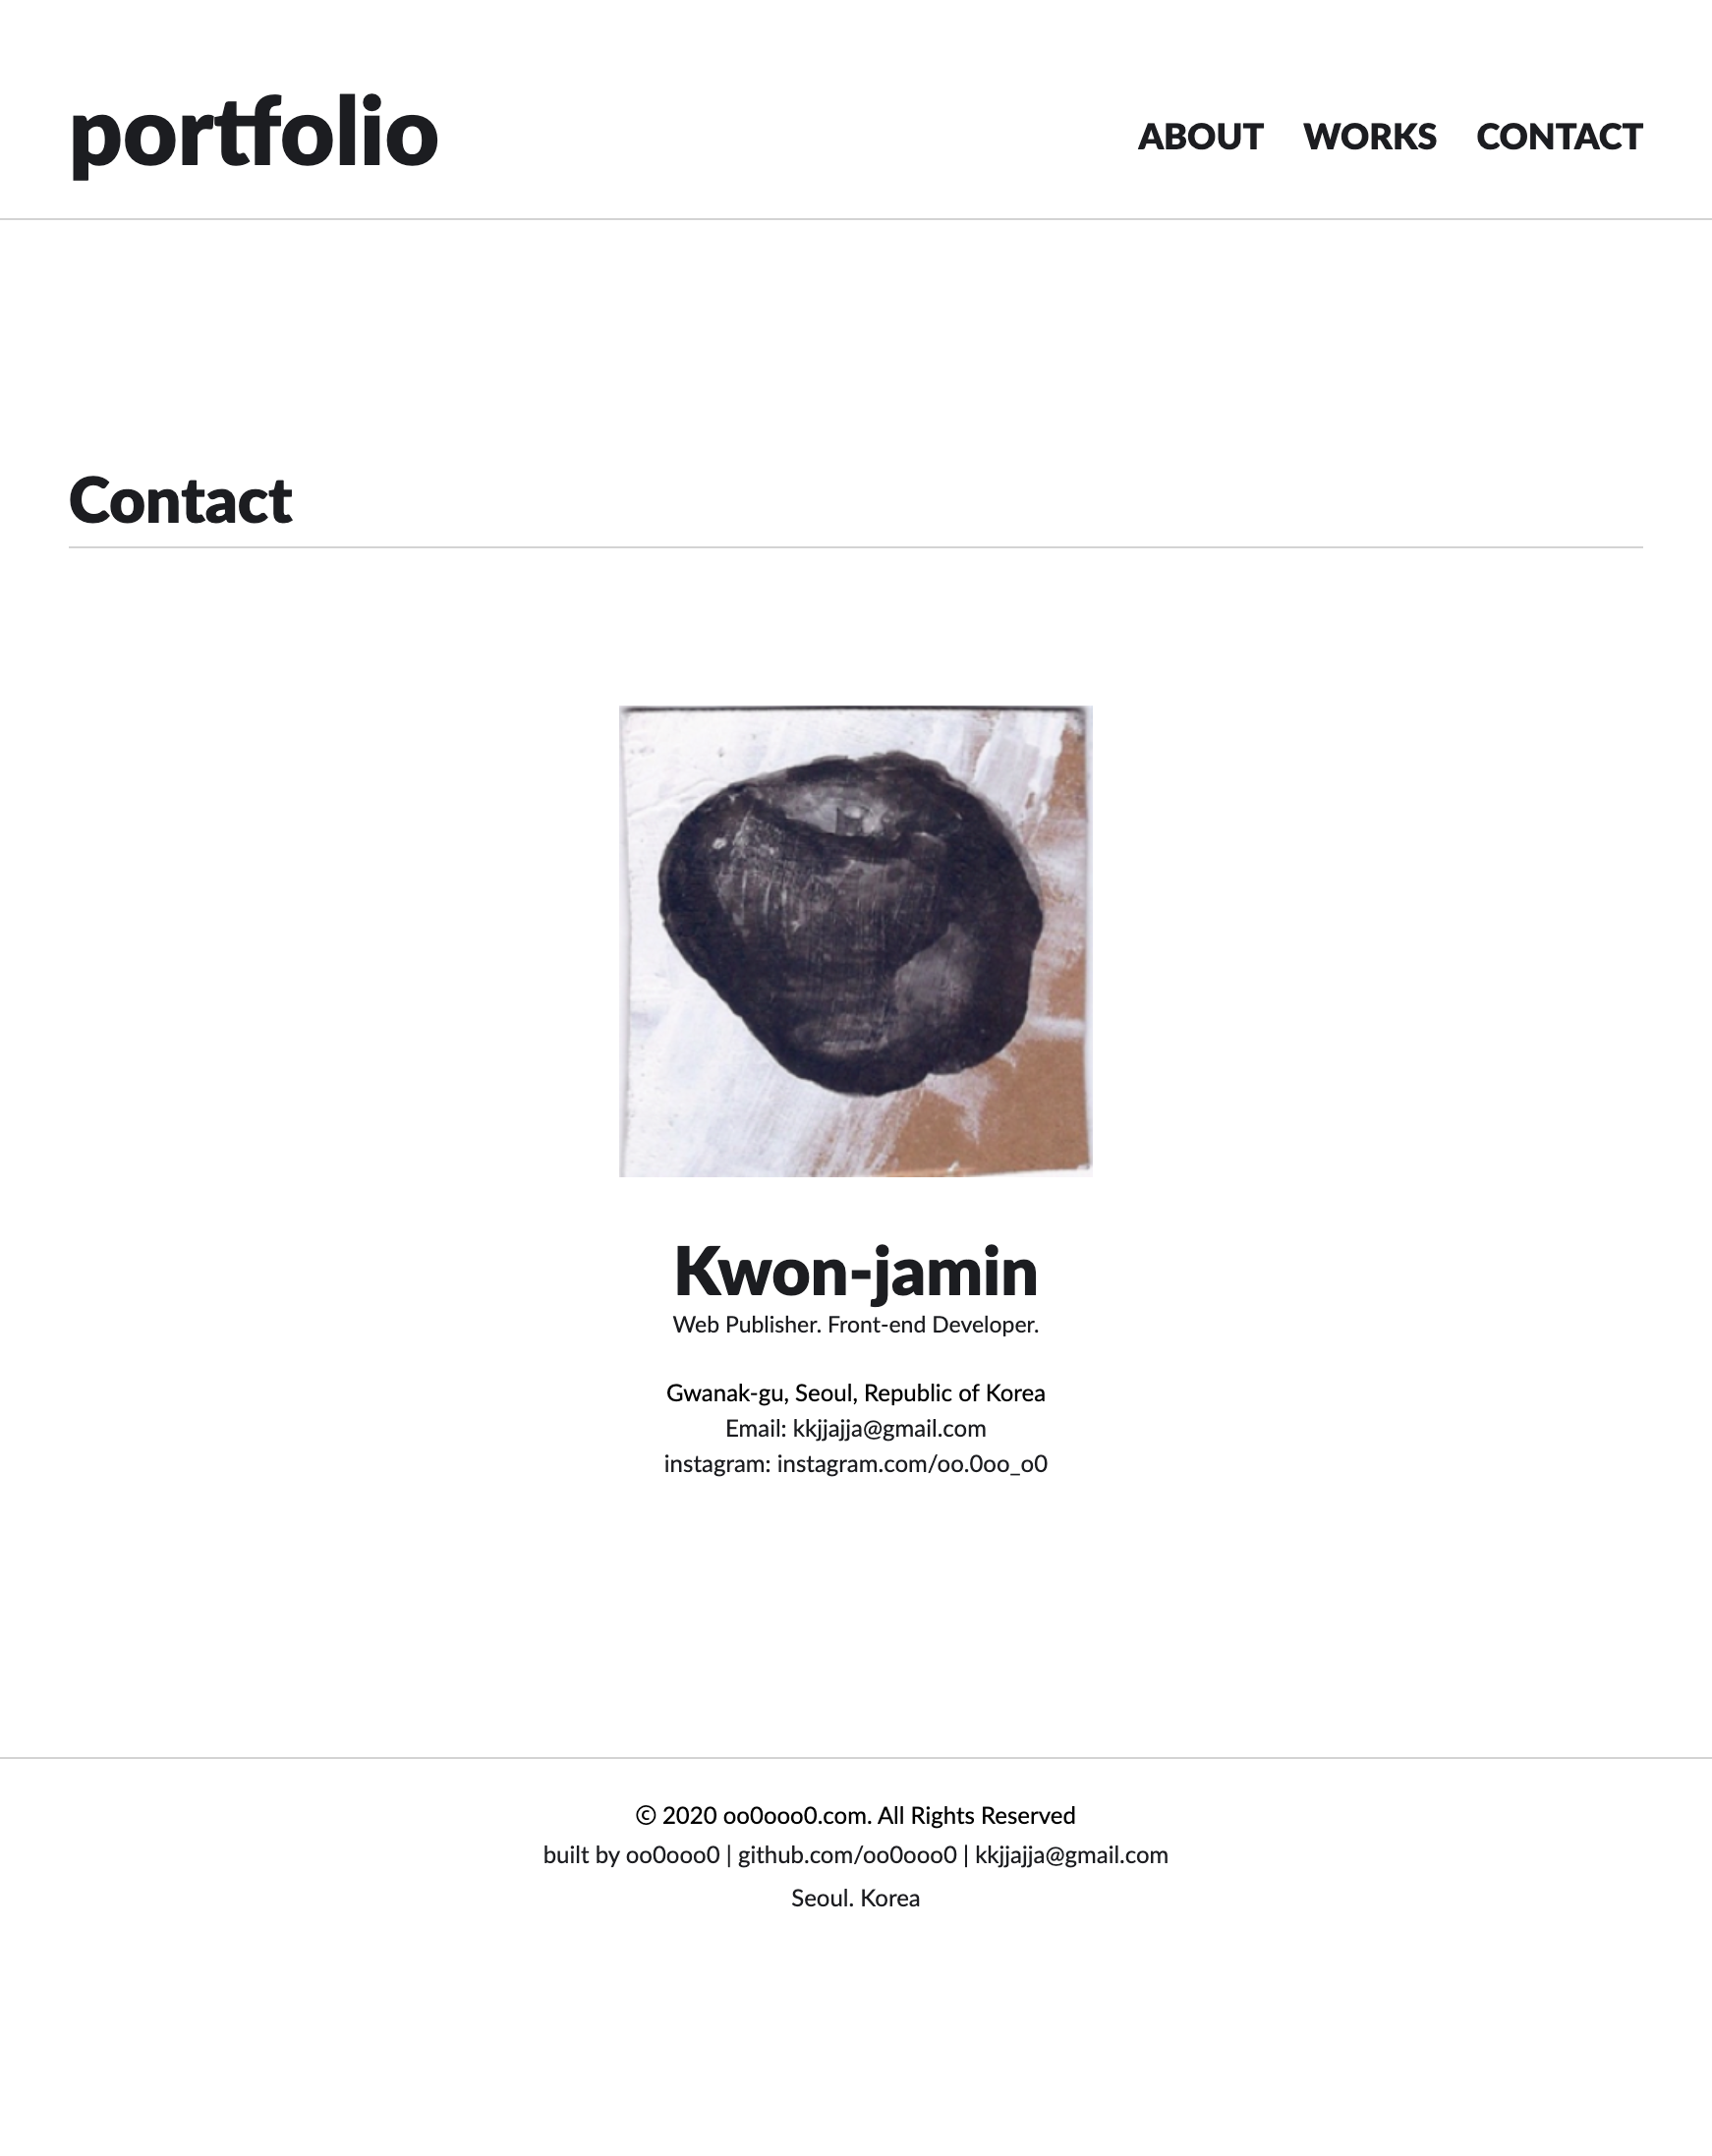 portfolio
ABOUT WORKS CONTACT
Contact
Kwon-jamin
Web Publisher. Front-end Developer.
Gwanak-gu, Seoul, Republic of Korea
Email: kkjjajja@gmail.com
instagram: instagram.com/oo.0oo_o0
© 2020 oo0ooo0.com. All Rights Reserved
built by oo0ooo0 | github.com/oo0ooo0 | kkjjajja@gmail.com
Seoul. Korea